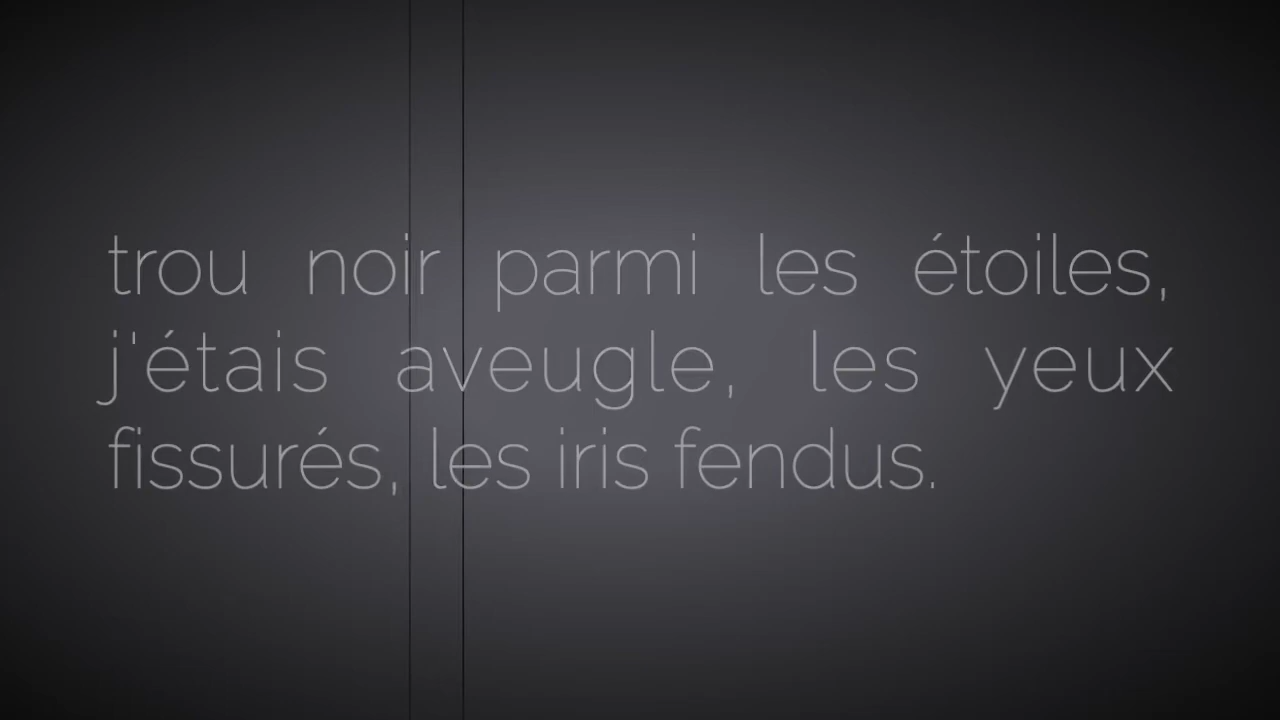 trou noir parmi les étoiles,
j'étais aveugle, les yeux
fissurés, les iris fendus.